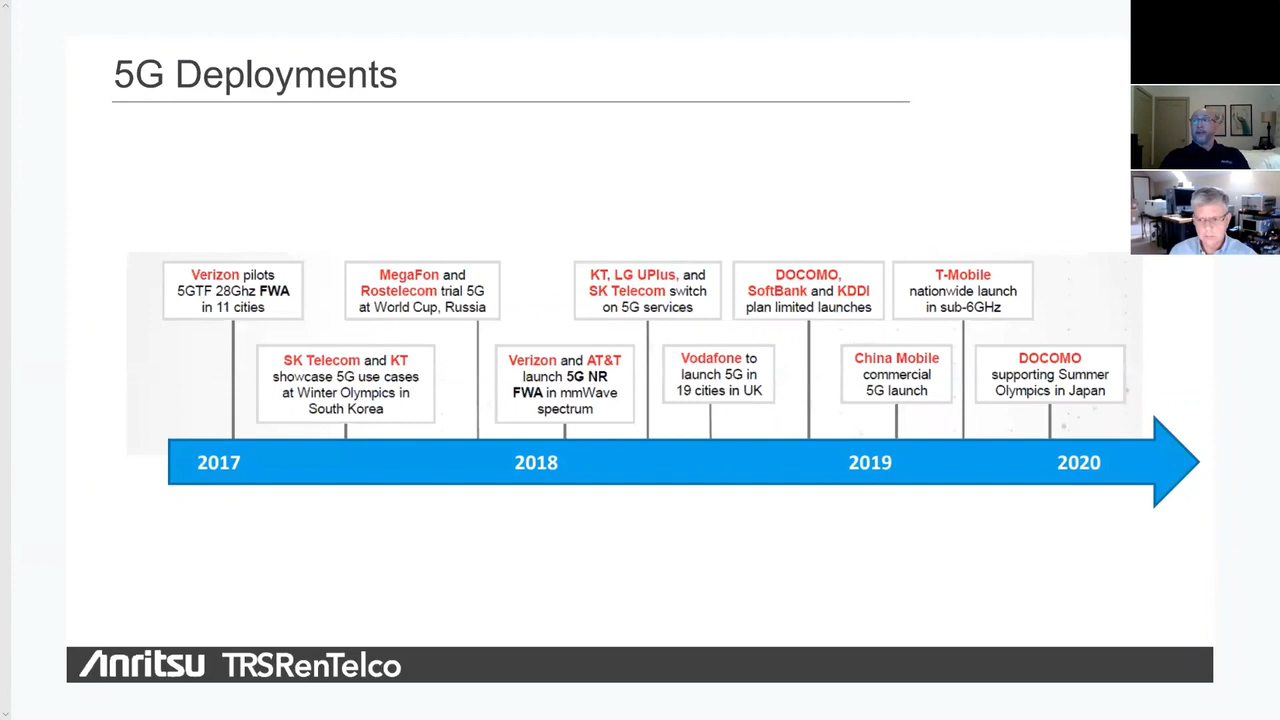 5G Deployments
Verizon pilots
5GTF 28Ghz FWA
in 11 cities
MegaFon and
Rostelecom trial 5G
at World Cup, Russia
KT, LG UPlus, and
SK Telecom switch
on 5G services
DOCOMO,
SoftBank and KDDI
plan limited launches
T-Mobile
nationwide launch
in sub-6GHz
SK Telecom and KT
showcase 5G use cases
at Winter Olympics in
South Korea
Verizon and AT&T
launch 5G NR
FWA in mmWave
spectrum
Vodafone to
launch 5G in
19 cities in UK
China Mobile
commercial
5G launch
DOCOMO
supporting Summer
Olympics in Japan
2017 2018 2019 2020
Anritsu TRSRenTelco